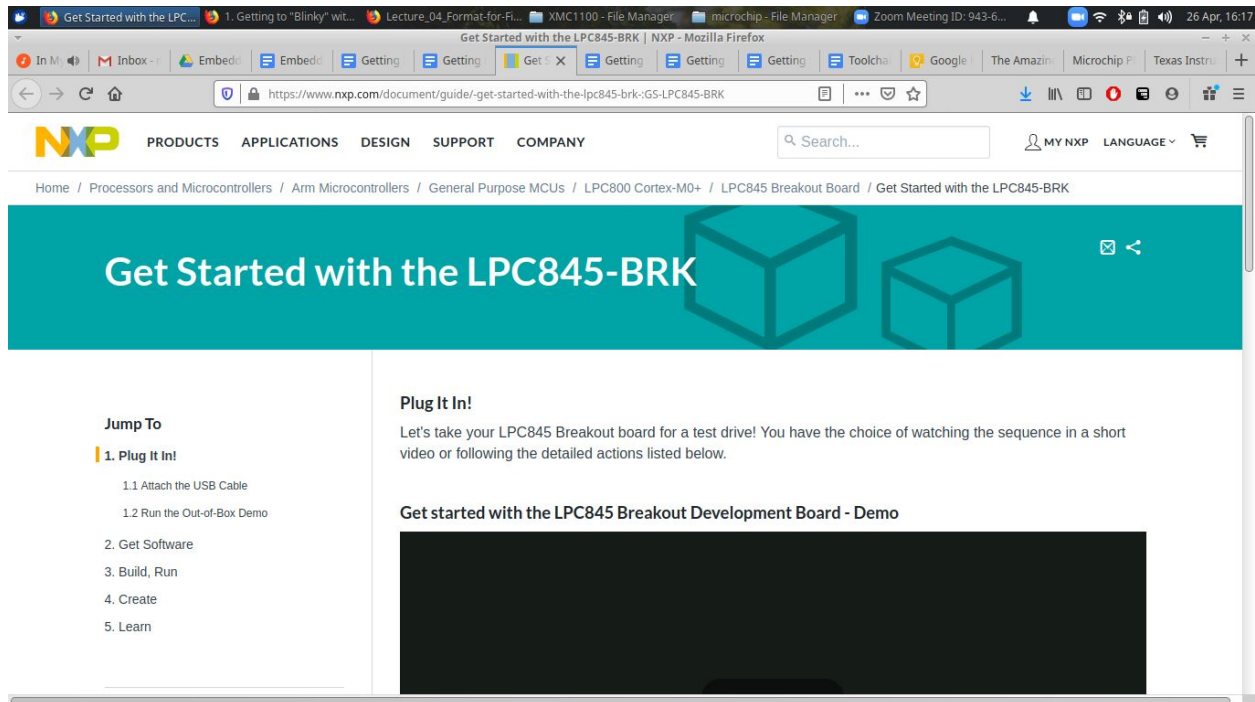 Get Started with the LPC... 1. Getting to "Blinky" wit... Lecture_04_Format-for-Fi... XMC1100 - File Manager microchip - File Manager Zoom Meeting ID: 943-6... 26 Apr, 16:17
Get Started with the LPC845-BRK | NXP - Mozilla Firefox
In M Inbox - Embedd Embedd Getting Getting Get S Getting Getting Getting Toolcha Google The Amazin Microchip P Texas Instru
https://www.nxp.com/document/guide/-get-started-with-the-lpc845-brk-:GS-LPC845-BRK
NXP PRODUCTS APPLICATIONS DESIGN SUPPORT COMPANY Search... MY NXP LANGUAGE
Home / Processors and Microcontrollers / Arm Microcontrollers / General Purpose MCUs / LPC800 Cortex-M0+ / LPC845 Breakout Board / Get Started with the LPC845-BRK
Get Started with the LPC845-BRK
Jump To
1. Plug It In!
1.1 Attach the USB Cable
1.2 Run the Out-of-Box Demo
2. Get Software
3. Build, Run
4. Create
5. Learn
Plug It In!
Let's take your LPC845 Breakout board for a test drive! You have the choice of watching the sequence in a short
video or following the detailed actions listed below.
Get started with the LPC845 Breakout Development Board - Demo